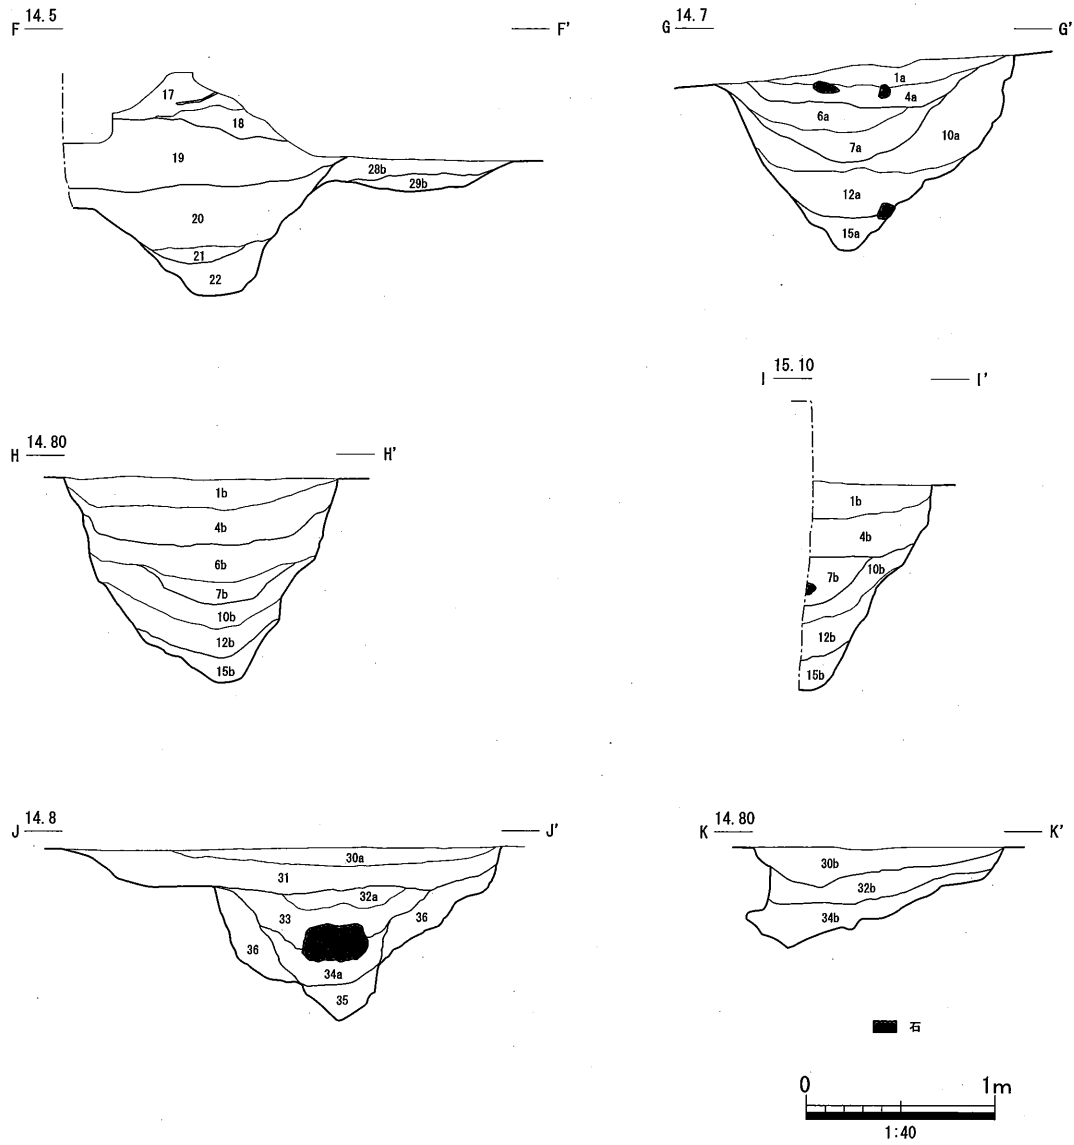 F 14.5 F'
17
18
19
28b
29b
20
21
22
G 14.7 G'
1a
4a
6a
10a
7a
12a
15a
H 14.80 H'
1b
4b
6b
7b
10b
12b
15b
I 15.10 I'
1b
4b
7b 10b
12b
15b
J 14.8 J'
30a
31
32a
33 36
36
34a
35
K 14.80 K'
30b
32b
34b
石
0 1m
1:40